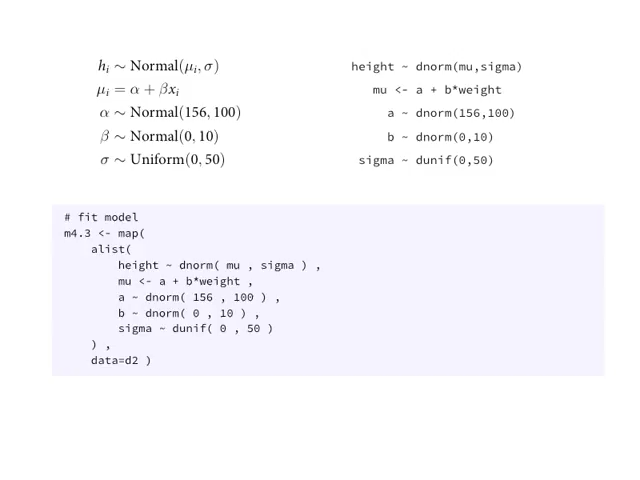 hᵢ ∼ Normal(μᵢ, σ) height ~ dnorm(mu,sigma)
μᵢ = α + βxᵢ mu <- a + b*weight
α ∼ Normal(156, 100) a ~ dnorm(156,100)
β ∼ Normal(0, 10) b ~ dnorm(0,10)
σ ∼ Uniform(0, 50) sigma ~ dunif(0,50)
# fit model
m4.3 <- map(
alist(
height ~ dnorm( mu , sigma ) ,
mu <- a + b*weight ,
a ~ dnorm( 156 , 100 ) ,
b ~ dnorm( 0 , 10 ) ,
sigma ~ dunif( 0 , 50 )
) ,
data=d2 )